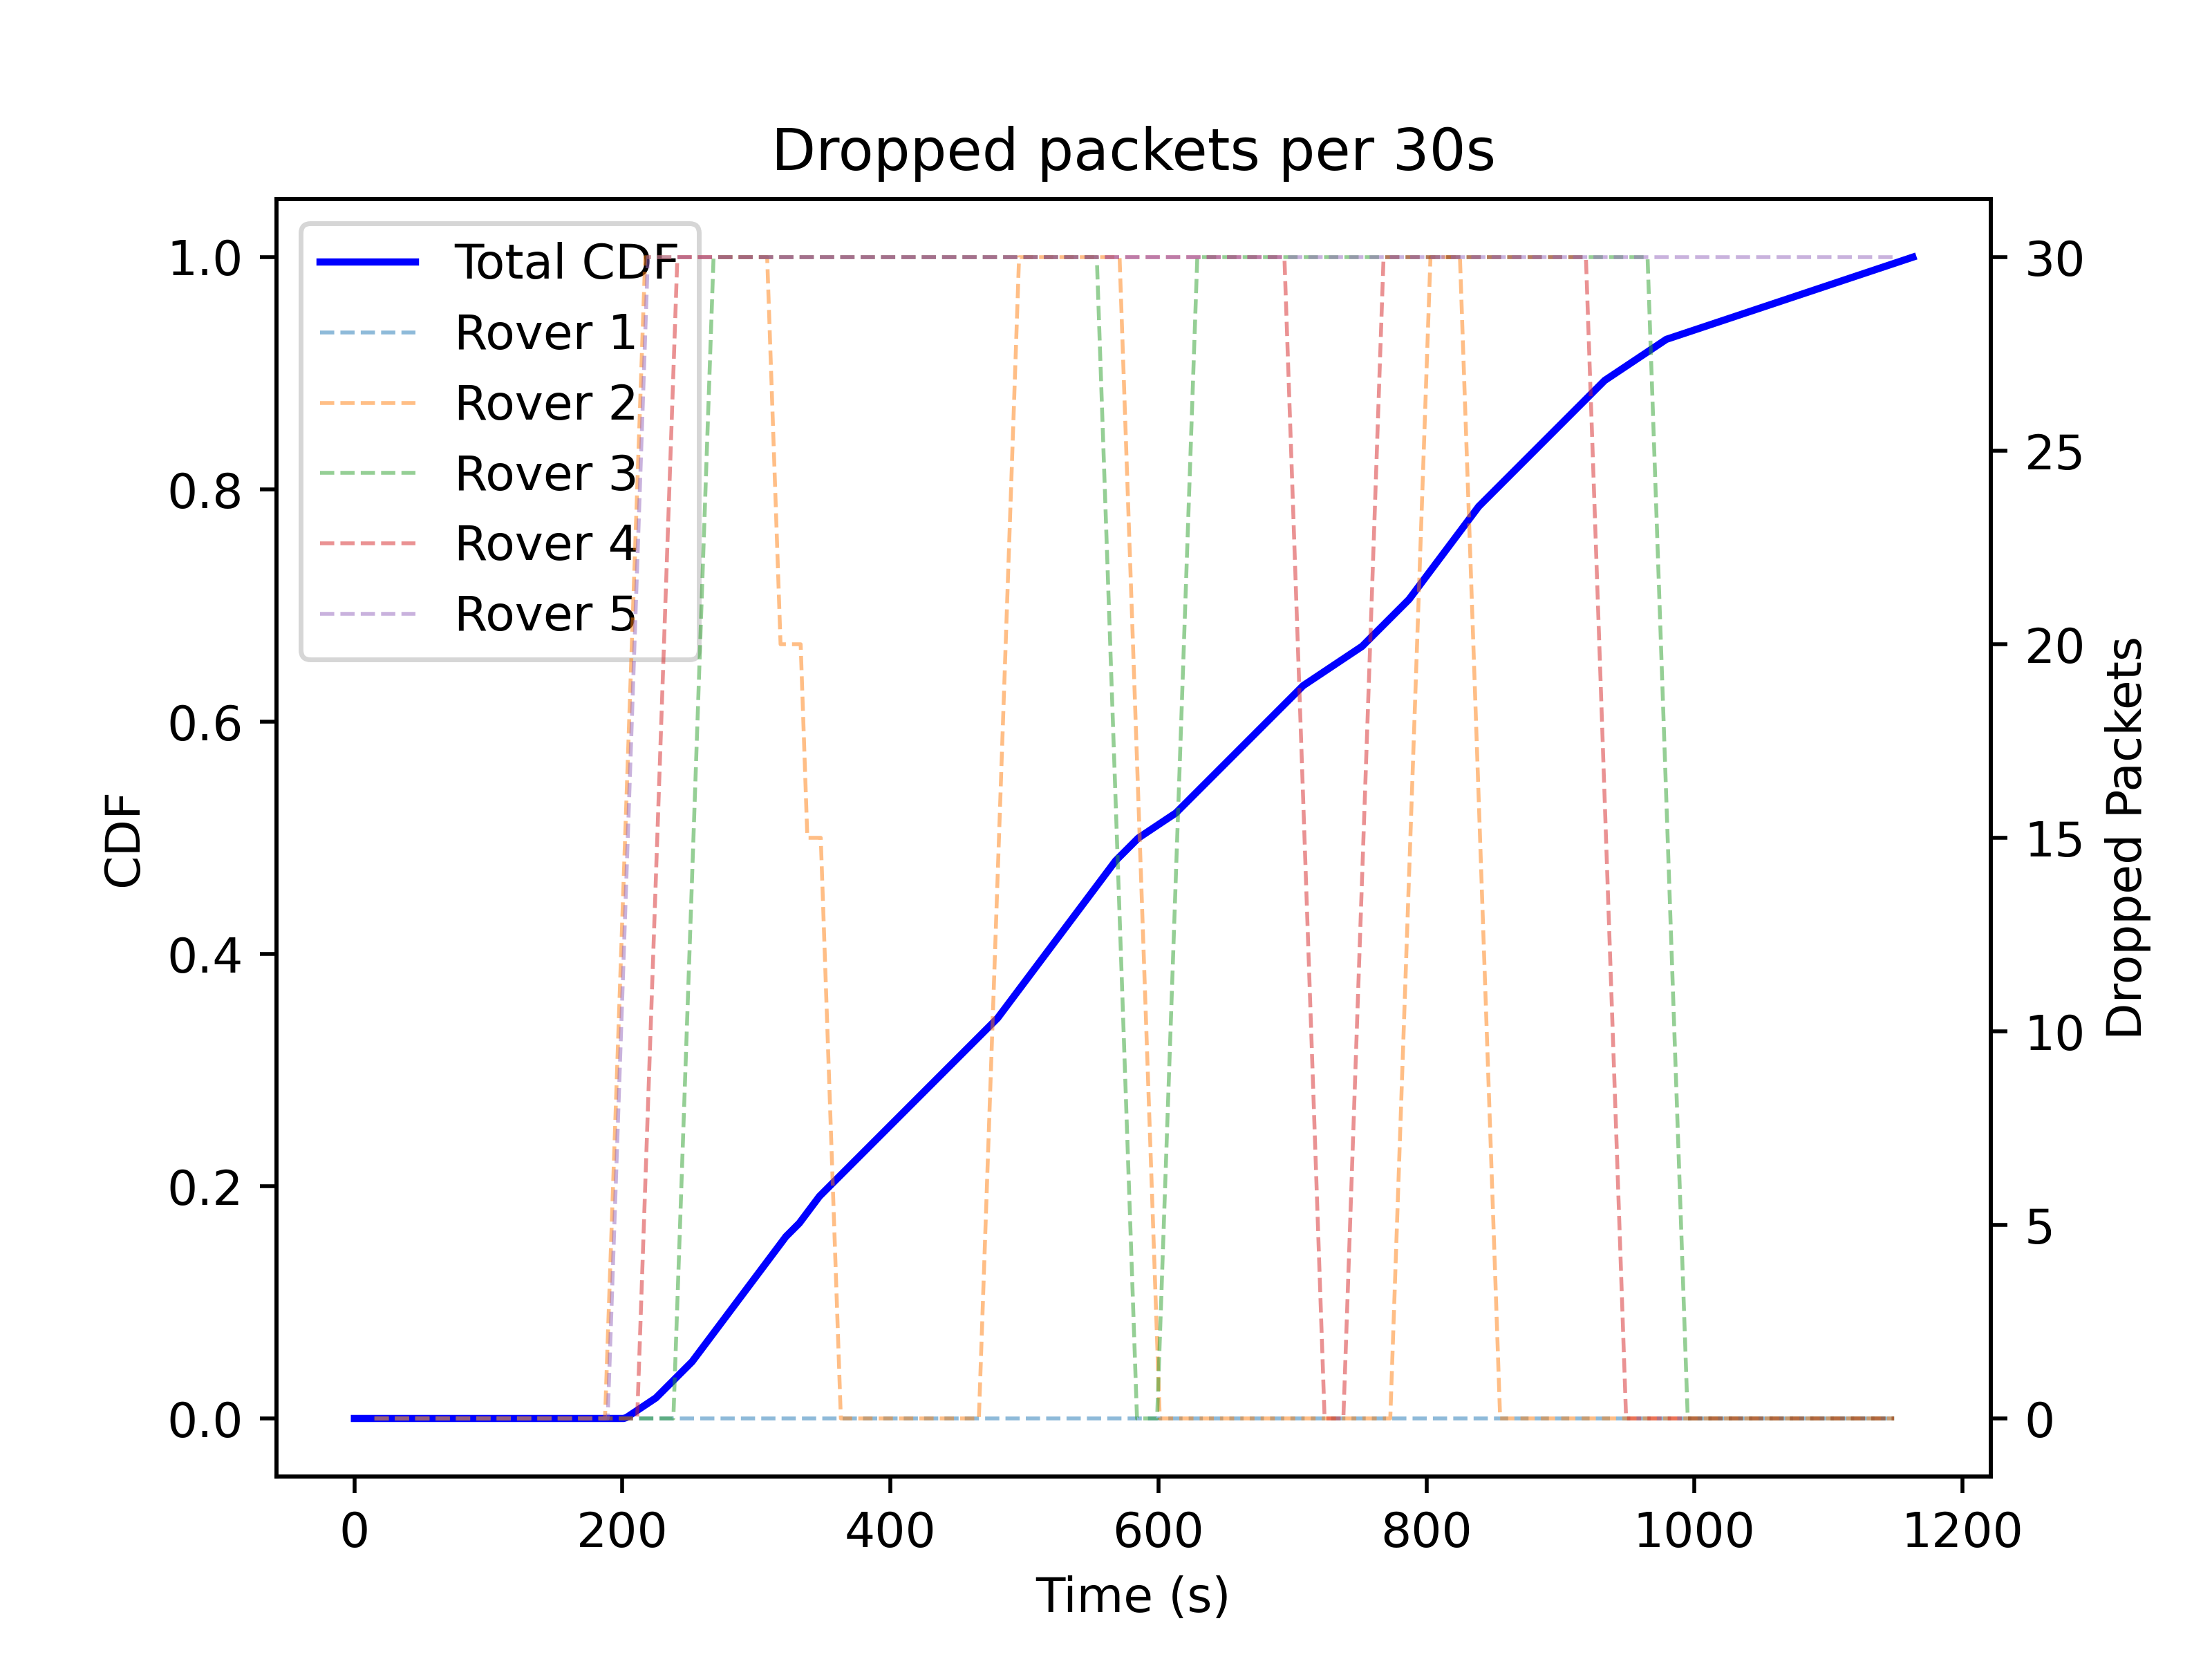 Dropped packets per 30s
Total CDF
Rover 1
Rover 2
Rover 3
Rover 4
Rover 5
1.0
0.8
0.6
0.4
0.2
0.0
CDF
30
25
20
15
10
5
0
Dropped Packets
0 200 400 600 800 1000 1200
Time (s)